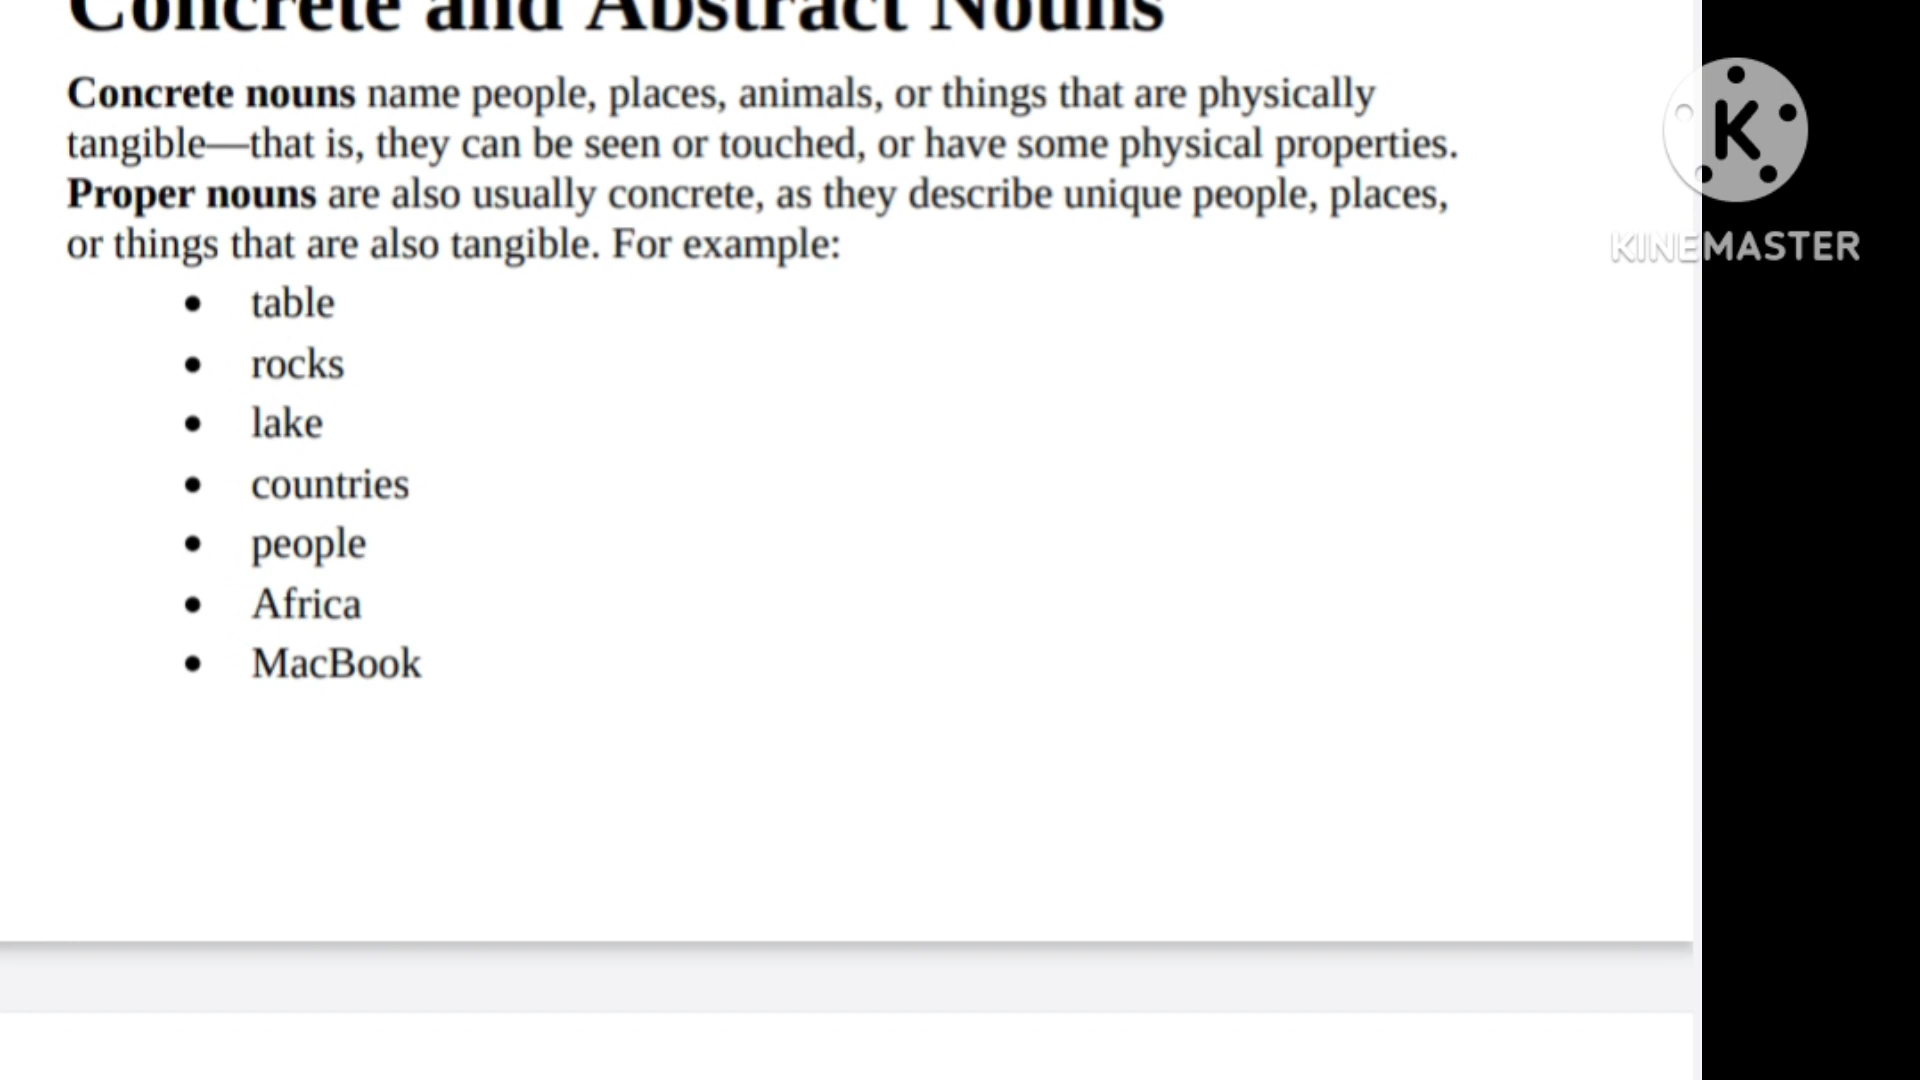 Concrete and Abstract Nouns
Concrete nouns name people, places, animals, or things that are physically
tangible—that is, they can be seen or touched, or have some physical properties.
Proper nouns are also usually concrete, as they describe unique people, places,
or things that are also tangible. For example:
• table
• rocks
• lake
• countries
• people
• Africa
• MacBook
K
KINEMASTER